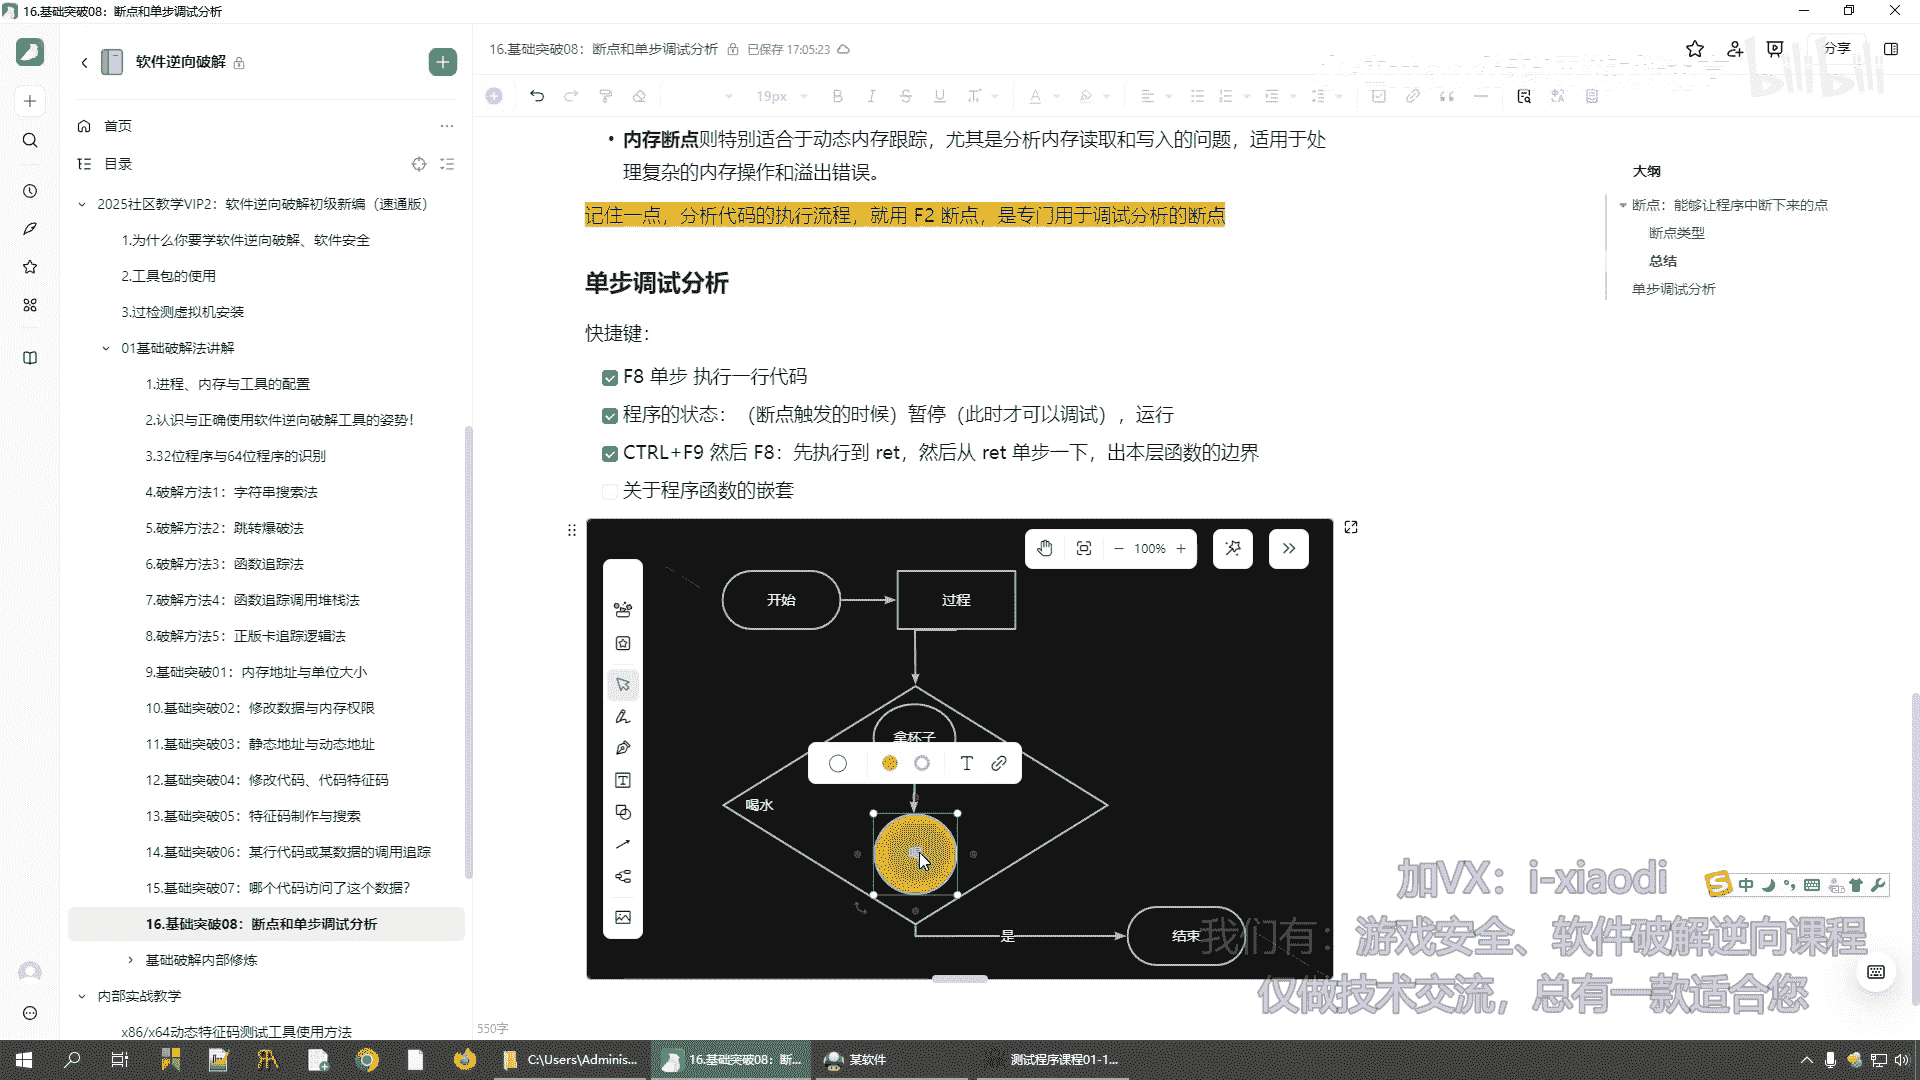 16.基础突破08：断点和单步调试分析
软件逆向破解
16.基础突破08：断点和单步调试分析
已保存 17:05:23
分享
bilibili
19px
首页
目录
2025社区教学VIP2：软件逆向破解初级新编（速通版）
1.为什么你要学软件逆向破解、软件安全
2.工具包的使用
3.过检测虚拟机安装
01基础破解法讲解
1.进程、内存与工具的配置
2.认识与正确使用软件逆向破解工具的姿势！
3.32位程序与64位程序的识别
4.破解方法1：字符串搜索法
5.破解方法2：跳转爆破法
6.破解方法3：函数追踪法
7.破解方法4：函数追踪调用堆栈法
8.破解方法5：正版卡追踪逻辑法
9.基础突破01：内存地址与单位大小
10.基础突破02：修改数据与内存权限
11.基础突破03：静态地址与动态地址
12.基础突破04：修改代码、代码特征码
13.基础突破05：特征码制作与搜索
14.基础突破06：某行代码或某数据的调用追踪
15.基础突破07：哪个代码访问了这个数据？
16.基础突破08：断点和单步调试分析
基础破解内部修炼
内部实战教学
x86/x64动态特征码测试工具使用方法
• 内存断点则特别适合于动态内存跟踪，尤其是分析内存读取和写入的问题，适用于处
理复杂的内存操作和溢出错误。
记住一点，分析代码的执行流程，就用 F2 断点，是专门用于调试分析的断点
单步调试分析
快捷键：
F8 单步 执行一行代码
程序的状态：（断点触发的时候）暂停（此时才可以调试），运行
CTRL+F9 然后 F8：先执行到 ret，然后从 ret 单步一下，出本层函数的边界
关于程序函数的嵌套
100%
开始
过程
拿杯子
喝水
是
结束
550字
大纲
断点：能够让程序中断下来的点
断点类型
总结
单步调试分析
加VX：i-xiaodi
我们有：游戏安全、软件破解逆向课程
仅做技术交流，总有一款适合您
中
C:\Users\Adminis...
16.基础突破08：断...
某软件
测试程序课程01-1...